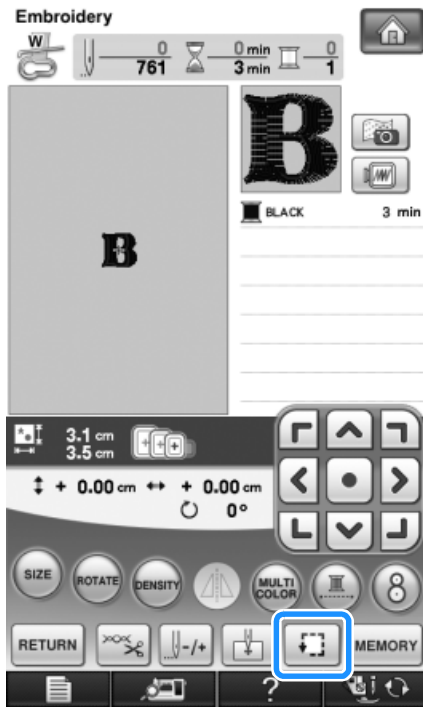 Embroidery
W
0 0 min 0
761 3 min 1
B
BLACK 3 min
B
3.1 cm
3.5 cm
+ 0.00 cm + 0.00 cm
0°
SIZE ROTATE DENSITY MULTI COLOR 8
RETURN -/+ MEMORY
?